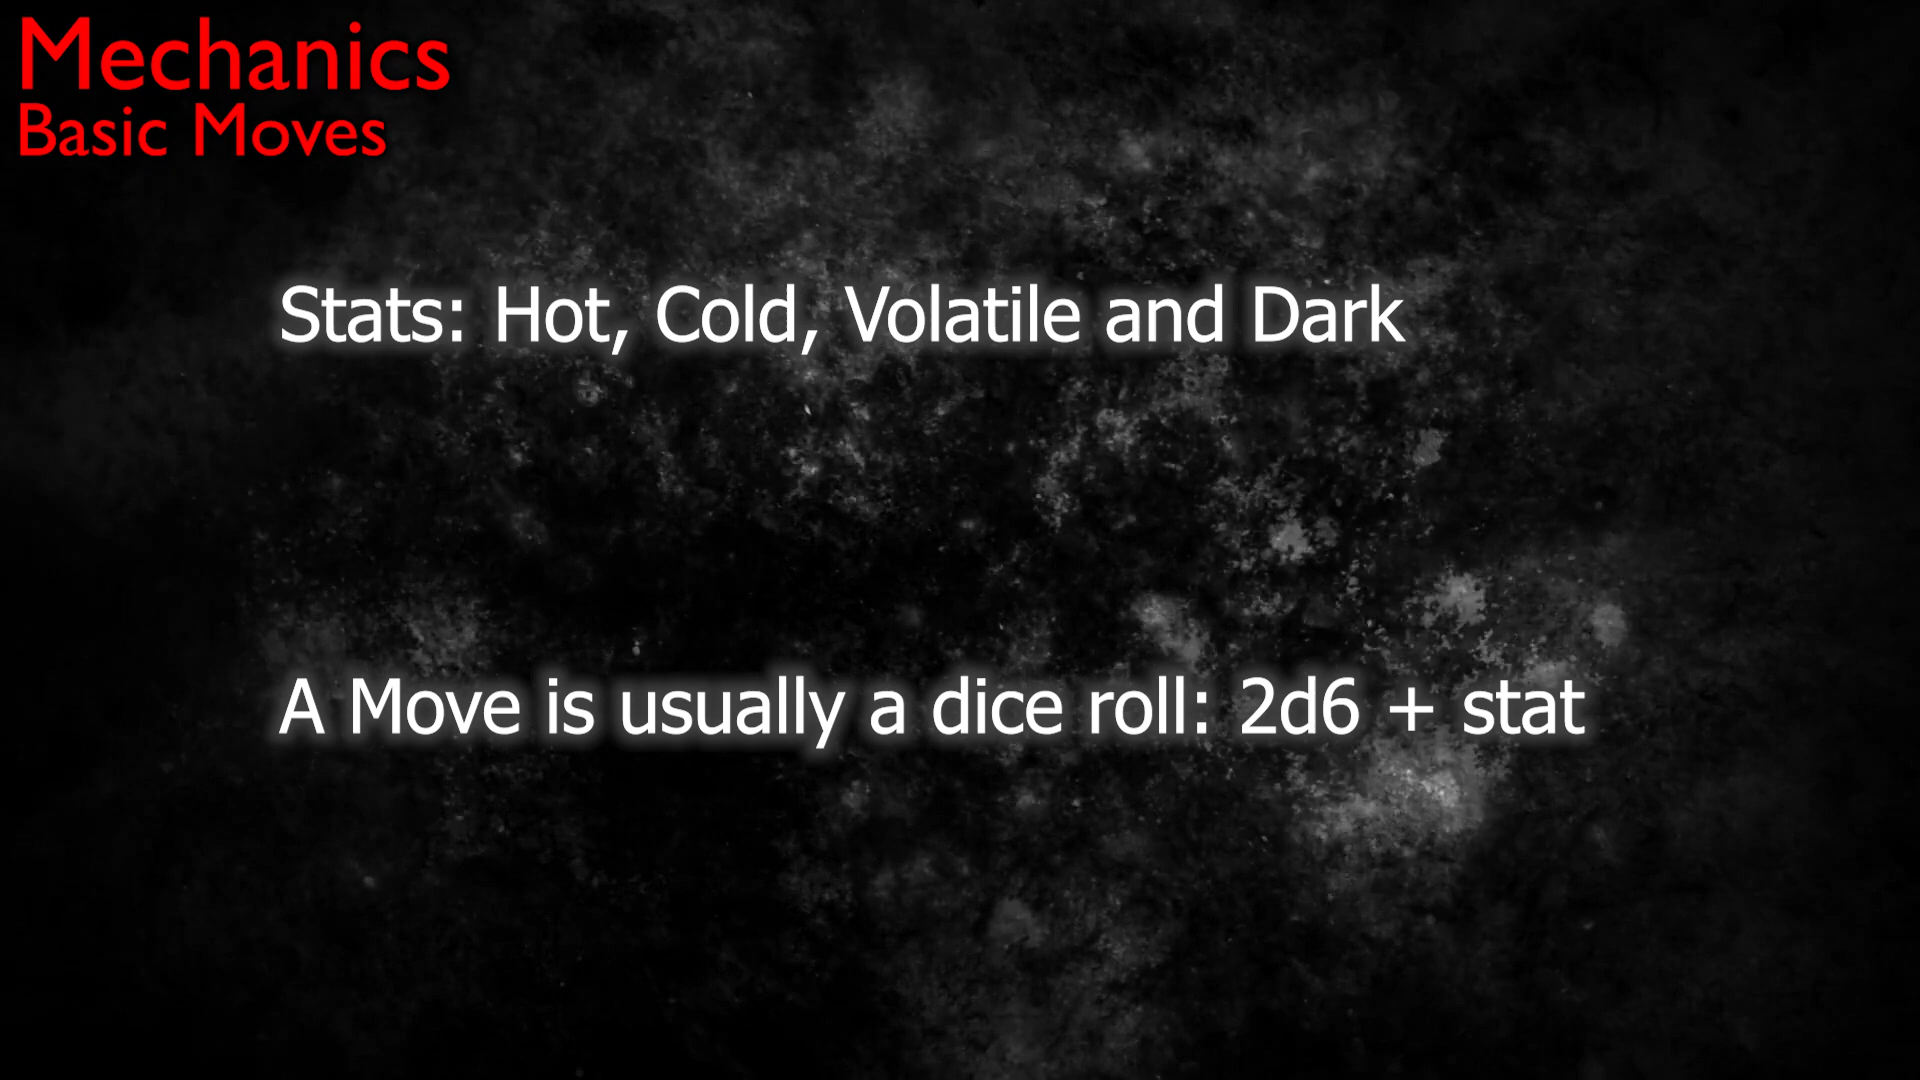 Mechanics
Basic Moves
Stats: Hot, Cold, Volatile and Dark
A Move is usually a dice roll: 2d6 + stat